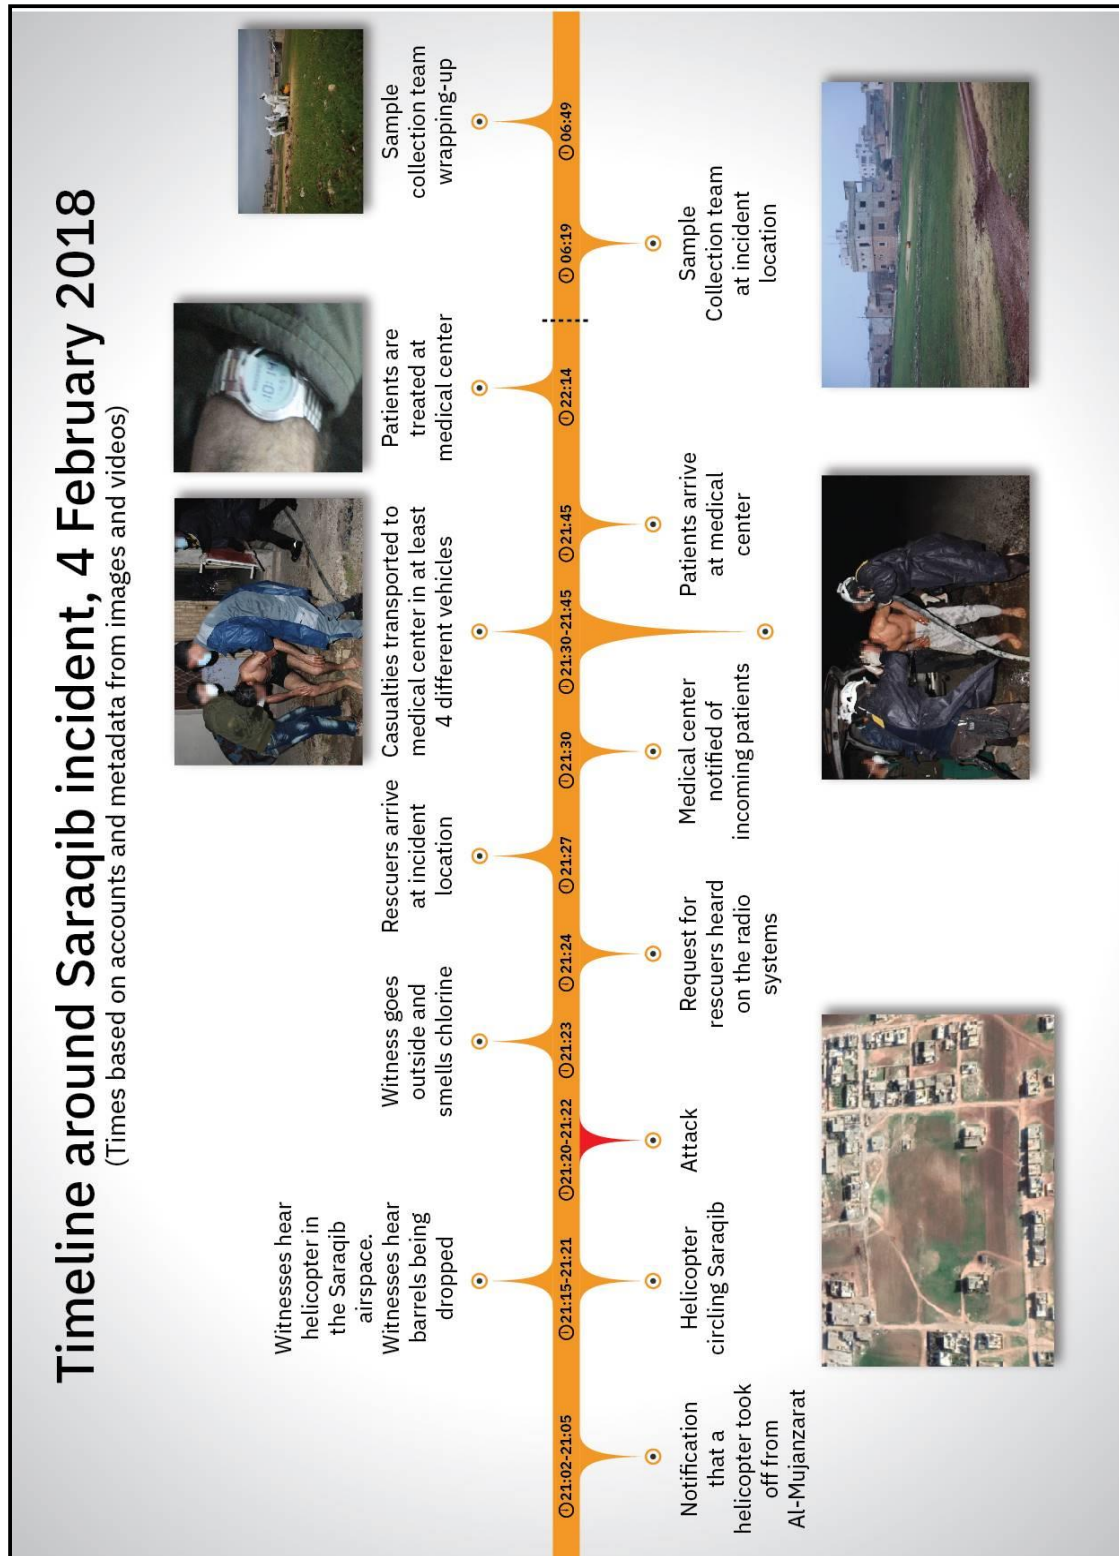 Timeline around Saraqib incident, 4 February 2018
(Times based on accounts and metadata from images and videos)
21:02-21:05
Notification
that a
helicopter took
off from
Al-Mujanzarat
21:15-21:21
Witnesses hear
helicopter in
the Saraqib
airspace.
Witnesses hear
barrels being
dropped
Helicopter
circling Saraqib
21:20-21:22
Attack
21:23
Witness goes
outside and
smells chlorine
21:24
Request for
rescuers heard
on the radio
systems
21:27
Rescuers arrive
at incident
location
21:30
Medical center
notified of
incoming patients
21:30-21:45
Casualties transported to
medical center in at least
4 different vehicles
21:45
Patients arrive
at medical
center
22:14
Patients are
treated at
medical center
10:14
06:19
Sample
Collection team
at incident
location
06:49
Sample
collection team
wrapping-up